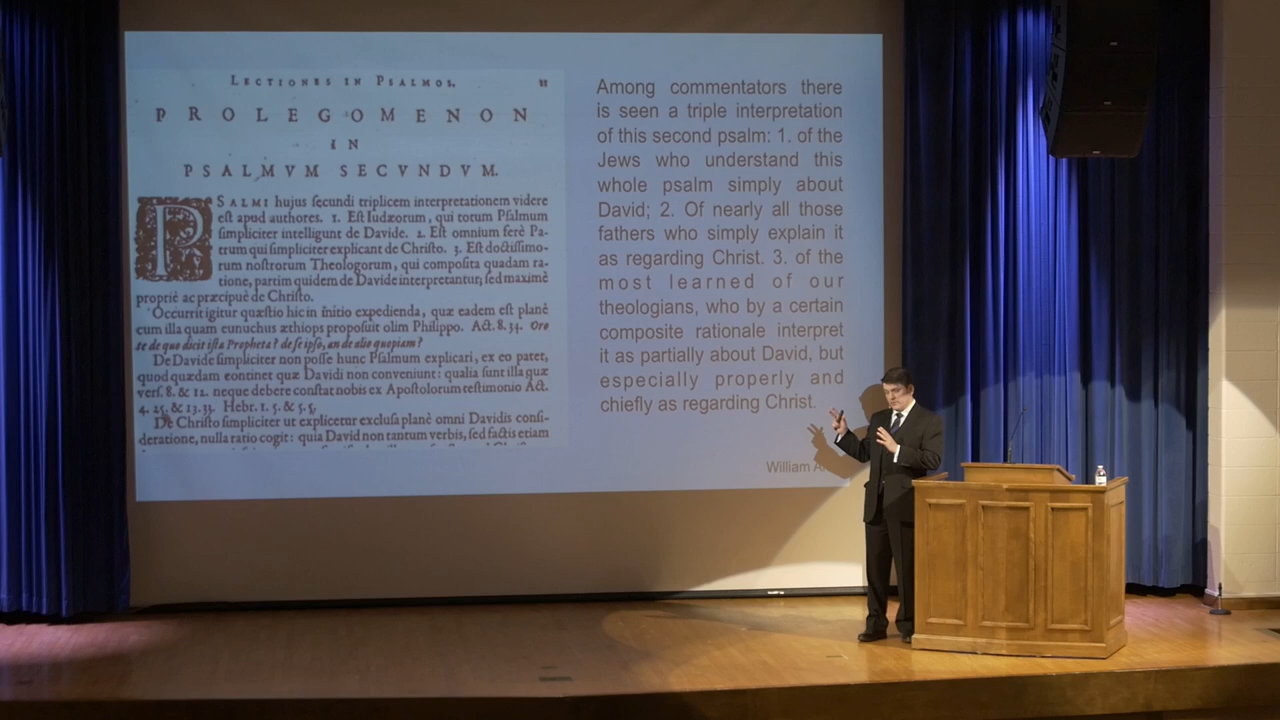 LECTIONES IN PSALMOS. 11
PROLEGOMENON
IN
PSALMVM SECVNDVM.
PSALMI hujus ſecundi triplicem interpretationem videre
eſt apud authores. 1. Eſt Iudæorum, qui totum Pſalmum
ſimpliciter intelligunt de Davide. 2. Eſt omnium ferè Pa-
trum qui ſimpliciter explicant de Chriſto. 3. Eſt doctiſſimo-
rum noſtrorum Theologorum, qui compoſita quadam ra-
tione, partim quidem de Davide interpretantur, ſed maximè
propriè ac præcipuè de Chriſto.
Occurrit igitur quæſtio hic in initio expedienda, quæ eadem eſt planè
cum illa quam eunuchus æthiops propoſuit olim Philippo. Act. 8. 34. Oro
te de quo dicit iſta Propheta? de ſe ipſo, an de alio quopiam?
De Davide ſimpliciter non poſſe hunc Pſalmum explicari, ex eo patet,
quod quædam continet quæ Davidi non conveniunt: qualia ſunt illa quæ
verſ. 8. & 12. neque debere conſtat nobis ex Apoſtolorum teſtimonio Act.
4. 25. & 13. 33. Hebr. 1. 5. & 5. 5.
De Chriſto ſimpliciter ut explicetur excluſa planè omni Davidis conſi-
deratione, nulla ratio cogit: quia David non tantum verbis, ſed factis etiam
Among commentators there
is seen a triple interpretation
of this second psalm: 1. of the
Jews who understand this
whole psalm simply about
David; 2. Of nearly all those
fathers who simply explain it
as regarding Christ. 3. of the
most learned of our
theologians, who by a certain
composite rationale interpret
it as partially about David, but
especially properly and
chiefly as regarding Christ.
William